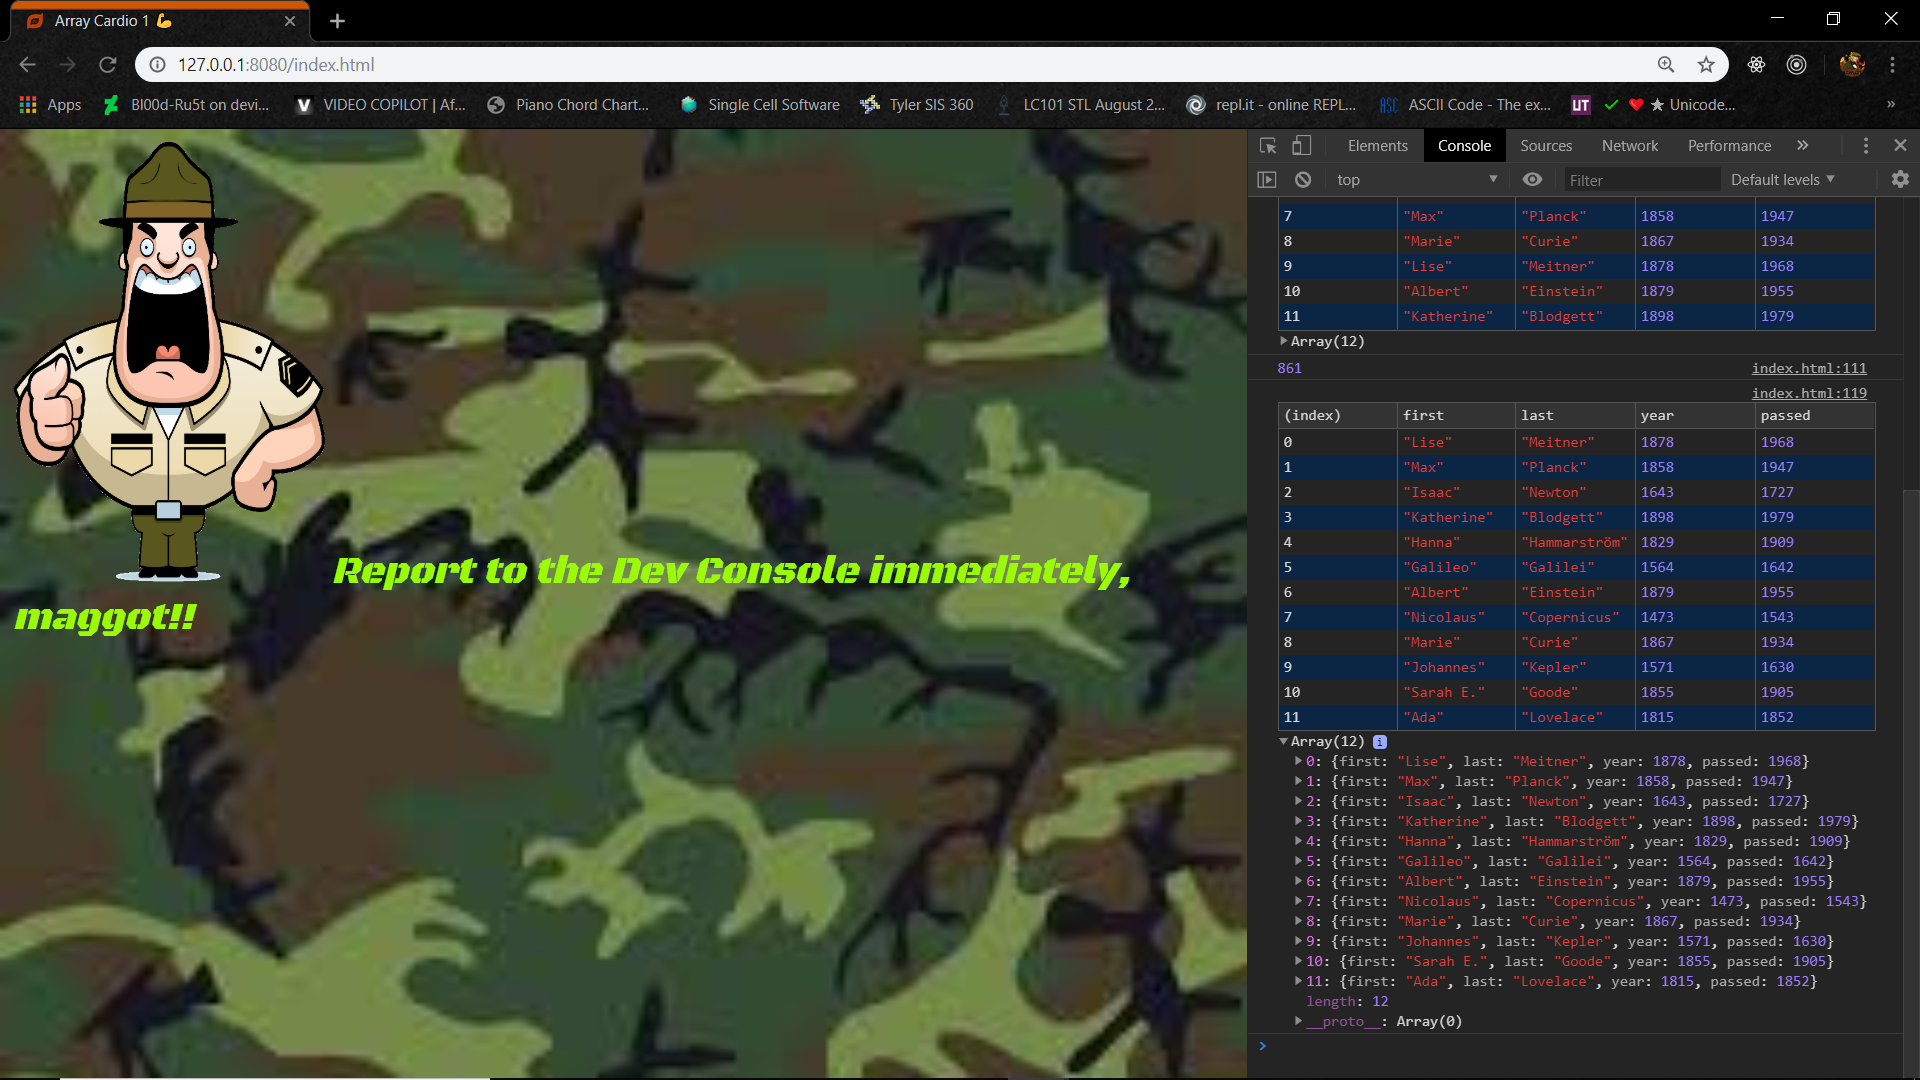 Array Cardio 1 💪
127.0.0.1:8080/index.html
Apps
Bl00d-Ru5t on devi...
VIDEO COPILOT | Af...
Piano Chord Chart...
Single Cell Software
Tyler SIS 360
LC101 STL August 2...
repl.it - online REPL...
ASC ASCII Code - The ex...
UT ✓ ❤ ★ Unicode...
»
Elements Console Sources Network Performance »
top Filter Default levels
7 "Max" "Planck" 1858 1947
8 "Marie" "Curie" 1867 1934
9 "Lise" "Meitner" 1878 1968
10 "Albert" "Einstein" 1879 1955
11 "Katherine" "Blodgett" 1898 1979
Array(12)
861 index.html:111
index.html:119
(index) first last year passed
0 "Lise" "Meitner" 1878 1968
1 "Max" "Planck" 1858 1947
2 "Isaac" "Newton" 1643 1727
3 "Katherine" "Blodgett" 1898 1979
4 "Hanna" "Hammarström" 1829 1909
5 "Galileo" "Galilei" 1564 1642
6 "Albert" "Einstein" 1879 1955
7 "Nicolaus" "Copernicus" 1473 1543
8 "Marie" "Curie" 1867 1934
9 "Johannes" "Kepler" 1571 1630
10 "Sarah E." "Goode" 1855 1905
11 "Ada" "Lovelace" 1815 1852
Array(12) i
0: {first: "Lise", last: "Meitner", year: 1878, passed: 1968}
1: {first: "Max", last: "Planck", year: 1858, passed: 1947}
2: {first: "Isaac", last: "Newton", year: 1643, passed: 1727}
3: {first: "Katherine", last: "Blodgett", year: 1898, passed: 1979}
4: {first: "Hanna", last: "Hammarström", year: 1829, passed: 1909}
5: {first: "Galileo", last: "Galilei", year: 1564, passed: 1642}
6: {first: "Albert", last: "Einstein", year: 1879, passed: 1955}
7: {first: "Nicolaus", last: "Copernicus", year: 1473, passed: 1543}
8: {first: "Marie", last: "Curie", year: 1867, passed: 1934}
9: {first: "Johannes", last: "Kepler", year: 1571, passed: 1630}
10: {first: "Sarah E.", last: "Goode", year: 1855, passed: 1905}
11: {first: "Ada", last: "Lovelace", year: 1815, passed: 1852}
length: 12
__proto__: Array(0)
>
Report to the Dev Console immediately,
maggot!!